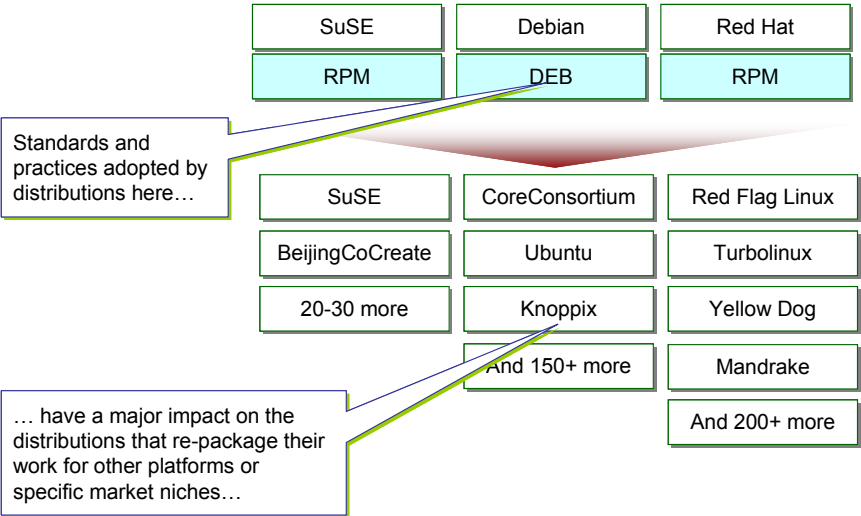 SuSE
Debian
Red Hat
RPM
DEB
RPM
Standards and
practices adopted by
distributions here…
SuSE
CoreConsortium
Red Flag Linux
BeijingCoCreate
Ubuntu
Turbolinux
20-30 more
Knoppix
Yellow Dog
And 150+ more
Mandrake
And 200+ more
… have a major impact on the
distributions that re-package their
work for other platforms or
specific market niches…